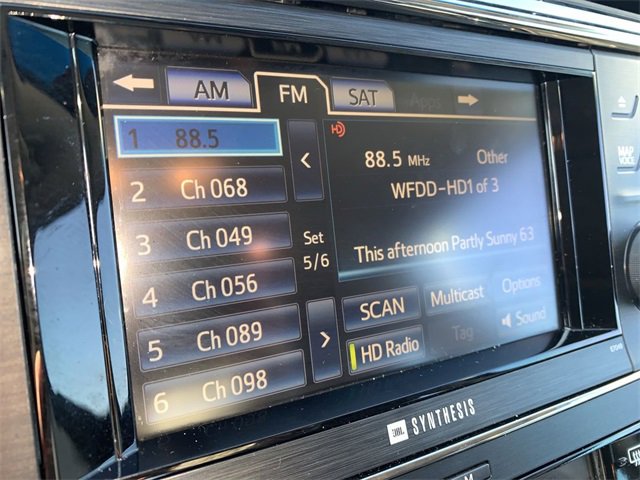 AM FM SAT Apps
1 88.5
2 Ch 068
3 Ch 049
4 Ch 056
5 Ch 089
6 Ch 098
Set
5/6
HD
88.5 MHz Other
WFDD-HD1 of 3
This afternoon Partly Sunny 63
SCAN Multicast Options
HD Radio Tag Sound
MAP
VOICE
JBL SYNTHESIS